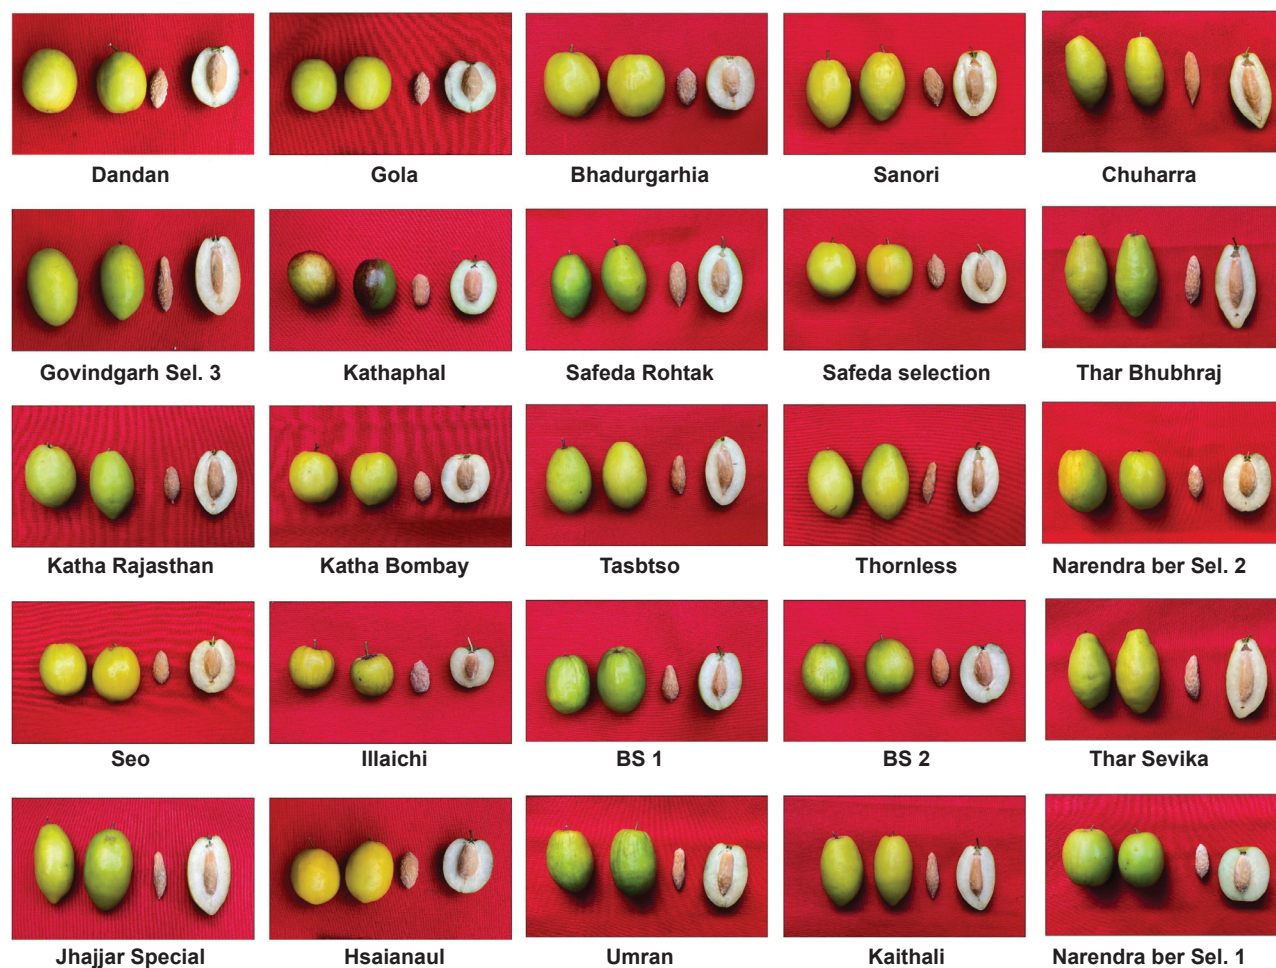 Dandan
Gola
Bhadurgarhia
Sanori
Chuharra
Govindgarh Sel. 3
Kathaphal
Safeda Rohtak
Safeda selection
Thar Bhubhraj
Katha Rajasthan
Katha Bombay
Tasbtso
Thornless
Narendra ber Sel. 2
Seo
Illaichi
BS 1
BS 2
Thar Sevika
Jhajjar Special
Hsaianaul
Umran
Kaithali
Narendra ber Sel. 1